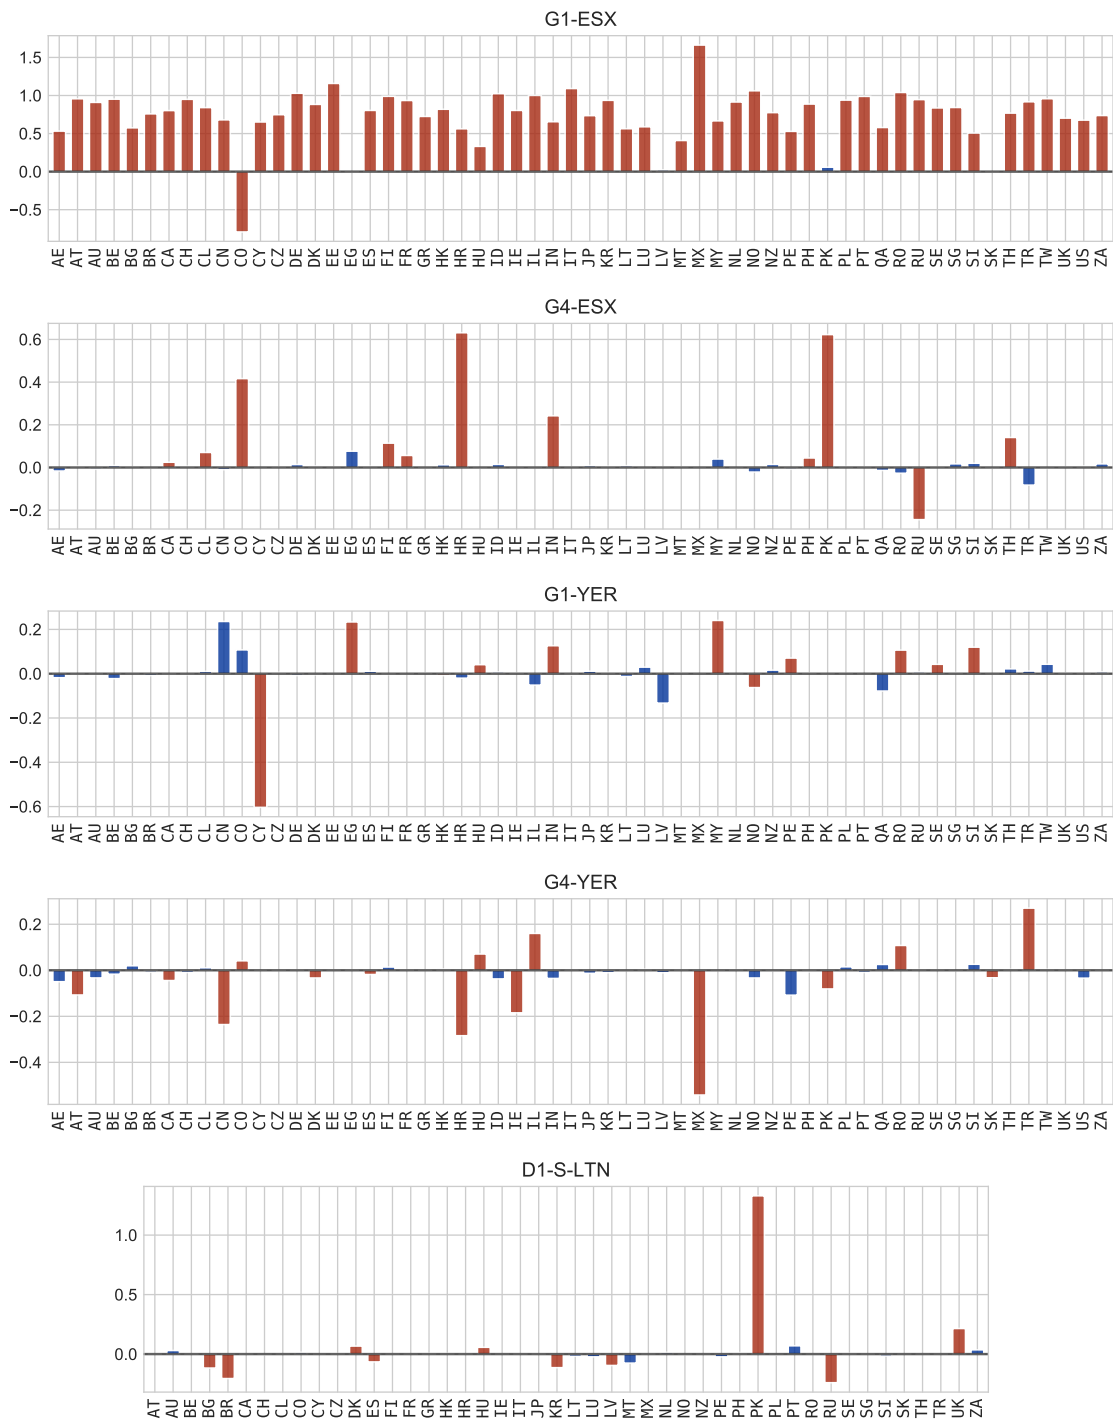 G1-ESX
1.5
1.0
0.5
0.0
−0.5
AE AT AU BE BG BR CA CH CL CN CO CY CZ DE DK EE EG ES FI FR GR HK HR HU ID IE IL IN IT JP KR LT LU LV MT MX MY NL NO NZ PE PH PK PL PT QA RO RU SE SG SI SK TH TR TW UK US ZA
G4-ESX
0.6
0.4
0.2
0.0
−0.2
AE AT AU BE BG BR CA CH CL CN CO CY CZ DE DK EE EG ES FI FR GR HK HR HU ID IE IL IN IT JP KR LT LU LV MT MX MY NL NO NZ PE PH PK PL PT QA RO RU SE SG SI SK TH TR TW UK US ZA
G1-YER
0.2
0.0
−0.2
−0.4
−0.6
AE AT AU BE BG BR CA CH CL CN CO CY CZ DE DK EE EG ES FI FR GR HK HR HU ID IE IL IN IT JP KR LT LU LV MT MX MY NL NO NZ PE PH PK PL PT QA RO RU SE SG SI SK TH TR TW UK US ZA
G4-YER
0.2
0.0
−0.2
−0.4
AE AT AU BE BG BR CA CH CL CN CO CY CZ DE DK EE EG ES FI FR GR HK HR HU ID IE IL IN IT JP KR LT LU LV MT MX MY NL NO NZ PE PH PK PL PT QA RO RU SE SG SI SK TH TR TW UK US ZA
D1-S-LTN
1.0
0.5
0.0
AT AU BE BG BR CA CH CL CO CY CZ DK ES FI FR GR HK HR HU IE IT JP KR LT LU LV MT MX NL NO NZ PE PH PK PL PT RO RU SE SG SI SK TH TR UK ZA